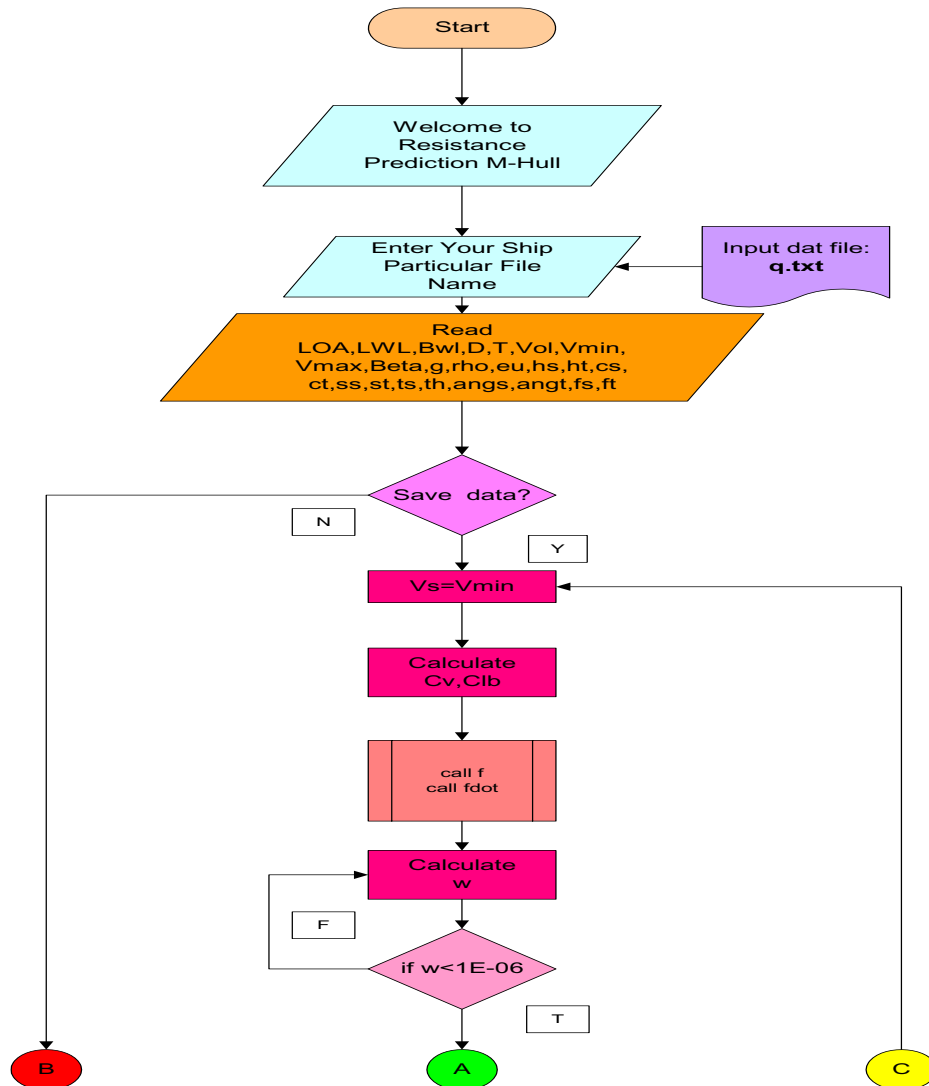 Start
Welcome to
Resistance
Prediction M-Hull
Enter Your Ship
Particular File
Name
Input dat file:
q.txt
Read
LOA,LWL,Bwl,D,T,Vol,Vmin,
Vmax,Beta,g,rho,eu,hs,ht,cs,
ct,ss,st,ts,th,angs,angt,fs,ft
Save data?
N
Y
Vs=Vmin
Calculate
Cv,Clb
call f
call fdot
Calculate
w
F
if w<1E-06
T
B
A
C